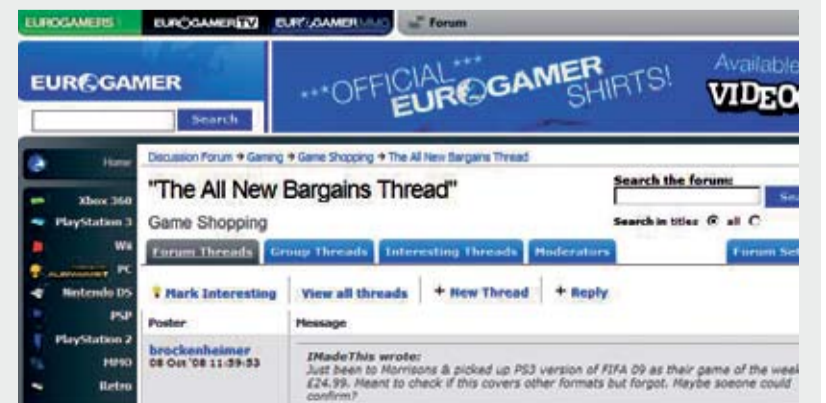 EUROGAMERS EUROGAMER TV EUROGAMER MMO Forum
EUROGAMER
Search
***OFFICIAL***
EUROGAMER
SHIRTS!
Available
VIDEO
Home
Xbox 360
PlayStation 3
Wii
PC
Nintendo DS
PSP
PlayStation 2
MMO
Retro
Discussion Forum → Gaming → Game Shopping → The All New Bargains Thread
"The All New Bargains Thread"
Game Shopping
Search the forum:
Sea
Search in titles all
Forum Threads Group Threads Interesting Threads Moderators Forum Set
Mark Interesting View all threads + New Thread + Reply
Poster Message
brockenheimer
08 Oct '08 11:59:53
IMadeThis wrote:
Just been to Morrisons & picked up PS3 version of FIFA 09 as their game of the week
£24.99. Meant to check if this covers other formats but forgot. Maybe soeone could
confirm?